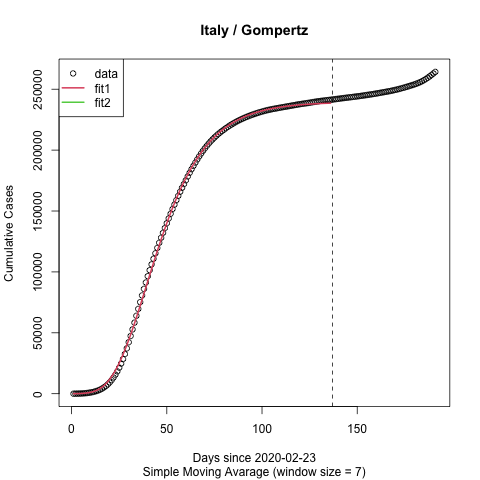 Italy / Gompertz
data
fit1
fit2
Cumulative Cases
250000
200000
150000
100000
50000
0
0 50 100 150
Days since 2020-02-23
Simple Moving Avarage (window size = 7)